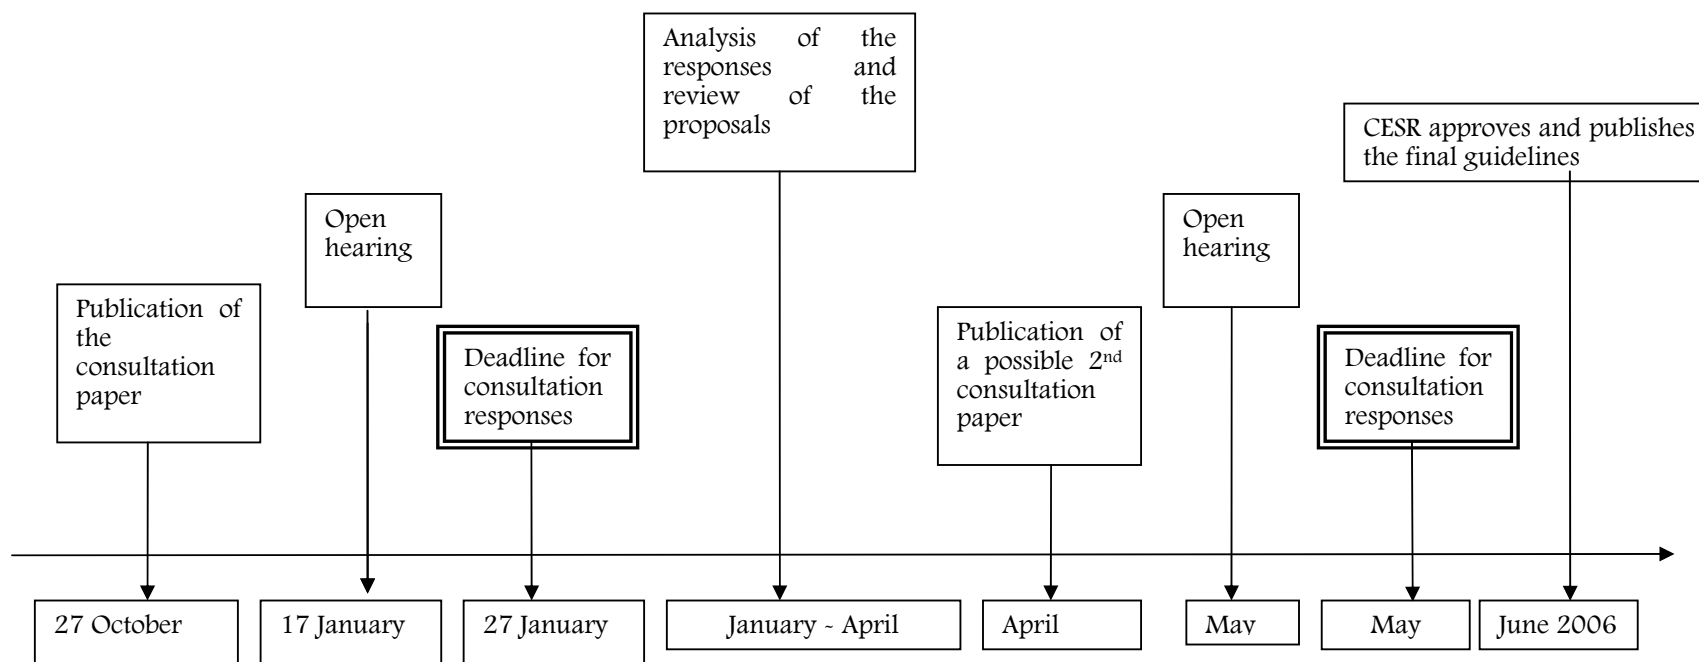 Analysis of the
responses and
review of the
proposals
CESR approves and publishes
the final guidelines
Open
hearing
Open
hearing
Publication of
the
consultation
paper
Deadline for
consultation
responses
Publication of
a possible 2nd
consultation
paper
Deadline for
consultation
responses
27 October
17 January
27 January
January - April
April
May
May
June 2006